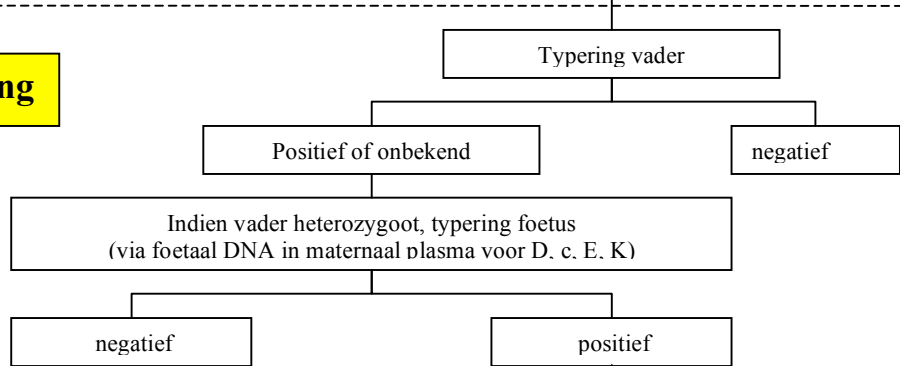 Typering vader
ng
Positief of onbekend
negatief
Indien vader heterozygoot, typering foetus
(via foetaal DNA in maternaal plasma voor D, c, E, K)
negatief
positief